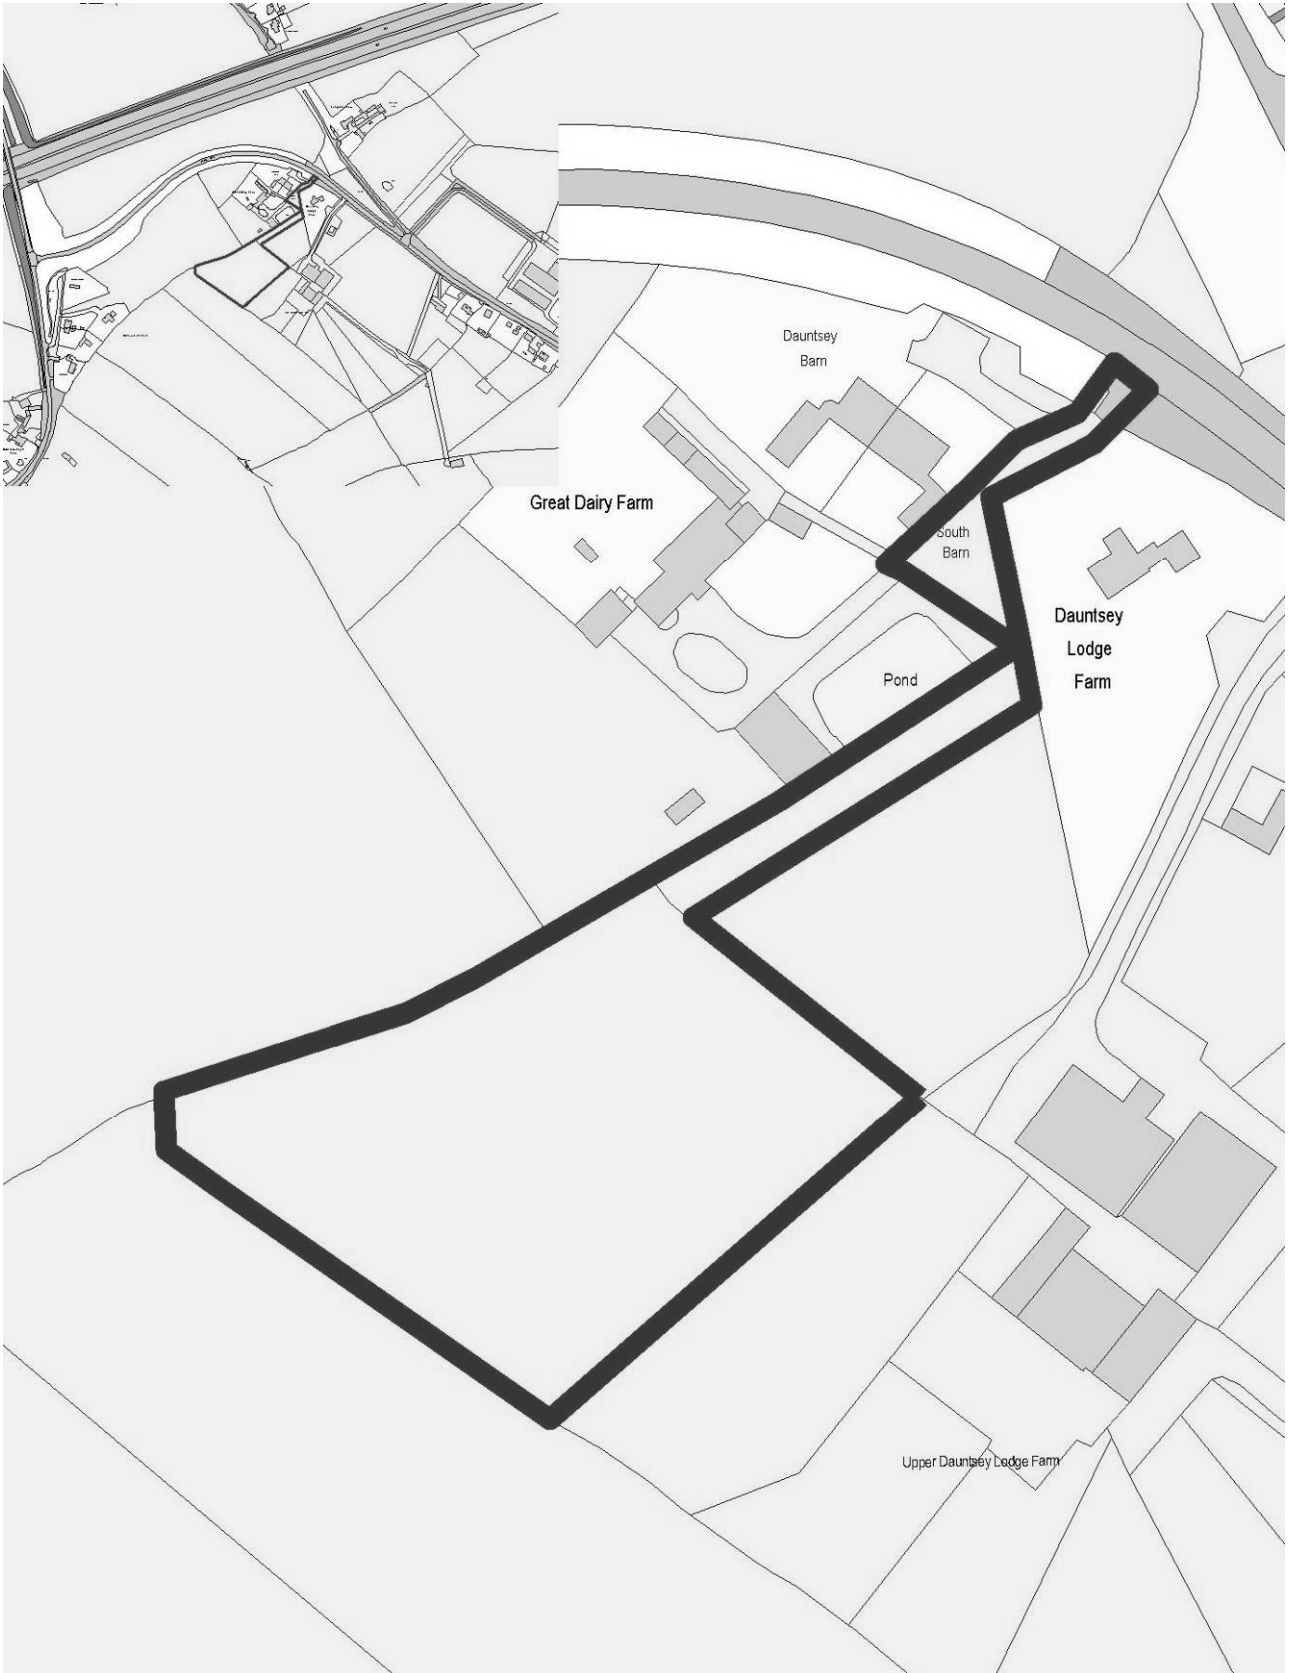 Dauntsey
Barn
Great Dairy Farm
South
Barn
Dauntsey
Lodge
Farm
Pond
Upper Dauntsey Lodge Farm